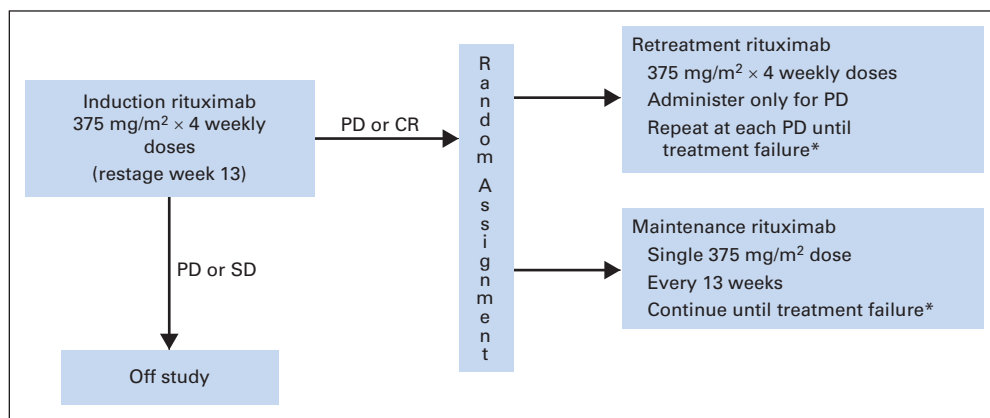 Induction rituximab
375 mg/m² × 4 weekly
doses
(restage week 13)
PD or CR
PD or SD
Off study
Random Assignment
Retreatment rituximab
375 mg/m² × 4 weekly doses
Administer only for PD
Repeat at each PD until
treatment failure*
Maintenance rituximab
Single 375 mg/m² dose
Every 13 weeks
Continue until treatment failure*